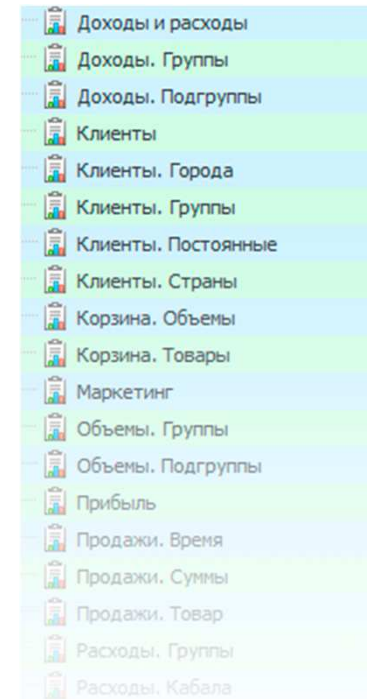 Доходы и расходы
Доходы. Группы
Доходы. Подгруппы
Клиенты
Клиенты. Города
Клиенты. Группы
Клиенты. Постоянные
Клиенты. Страны
Корзина. Объемы
Корзина. Товары
Маркетинг
Объемы. Группы
Объемы. Подгруппы
Прибыль
Продажи. Время
Продажи. Суммы
Продажи. Товар
Расходы. Группы
Расходы. Кабала